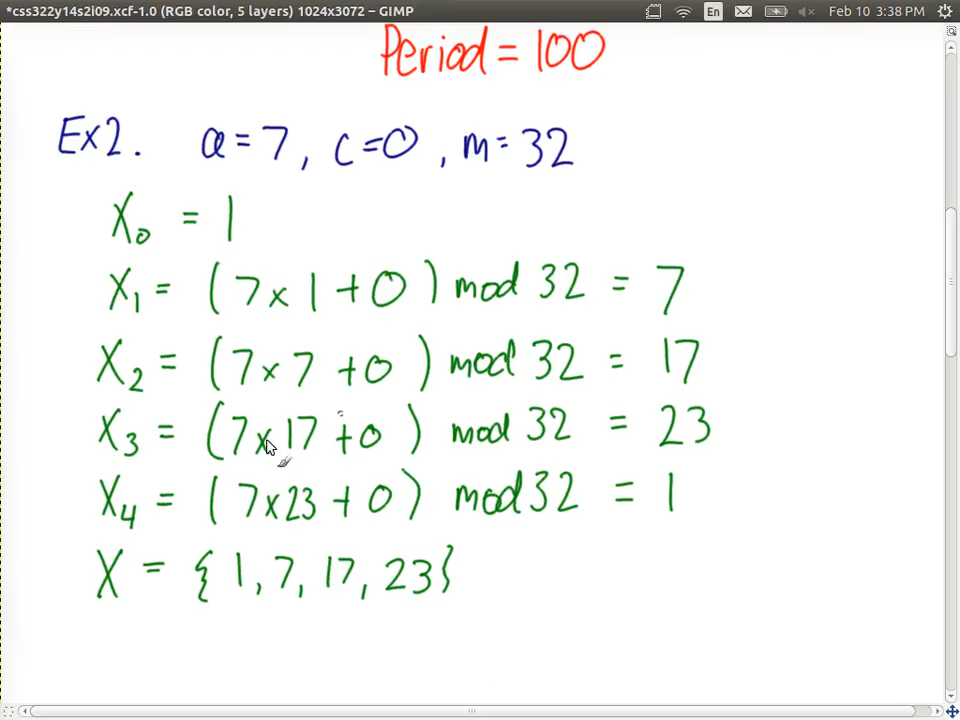 *css322y14s2i09.xcf-1.0 (RGB color, 5 layers) 1024x3072 – GIMP En Feb 10 3:38 PM
Period = 100
Ex2. a = 7, c = 0, m = 32
X₀ = 1
X₁ = (7 x 1 + 0) mod 32 = 7
X₂ = (7 x 7 + 0) mod 32 = 17
X₃ = (7 x 17 + 0) mod 32 = 23
X₄ = (7 x 23 + 0) mod 32 = 1
X = {1, 7, 17, 23}